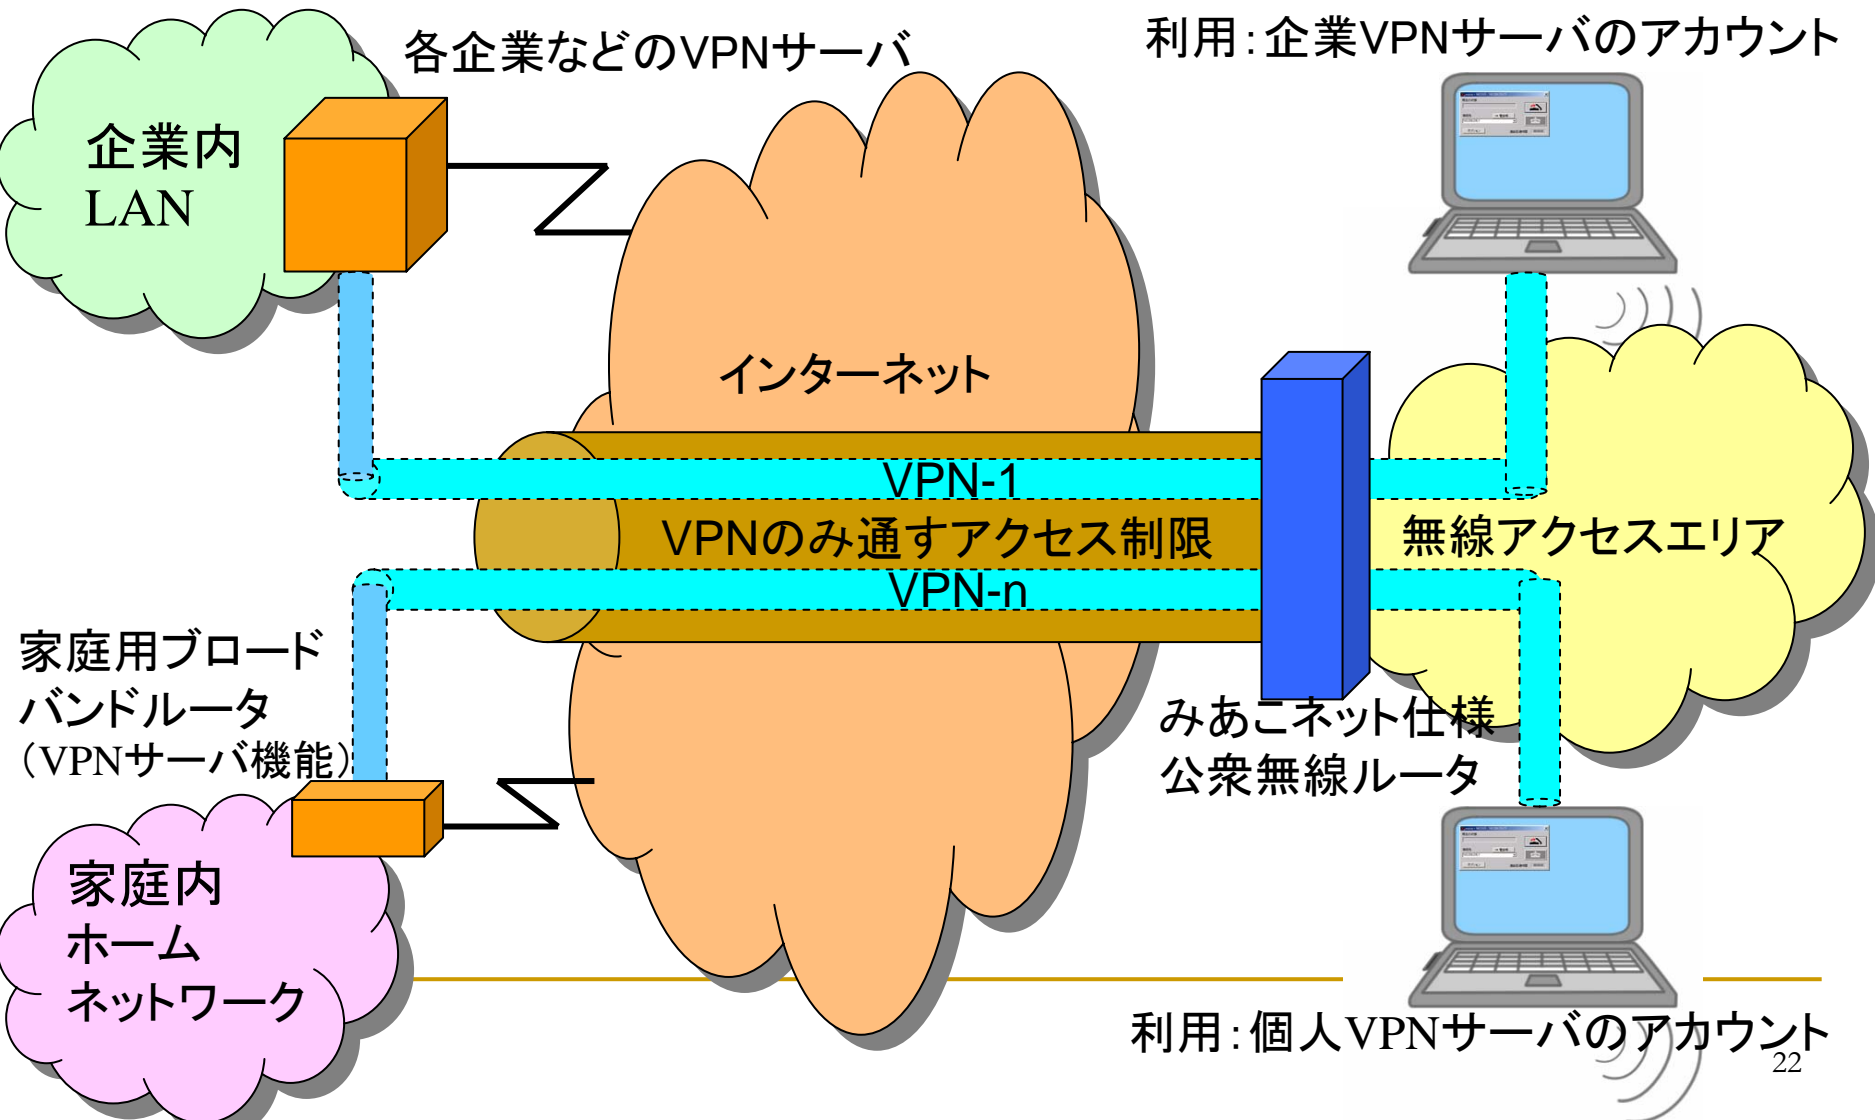 各企業などのVPNサーバ
利用：企業VPNサーバのアカウント
企業内
LAN
インターネット
VPN-1
VPNのみ通すアクセス制限
無線アクセスエリア
VPN-n
家庭用ブロード
バンドルータ
（VPNサーバ機能）
みあこネット仕様
公衆無線ルータ
家庭内
ホーム
ネットワーク
利用：個人VPNサーバのアカウント
22